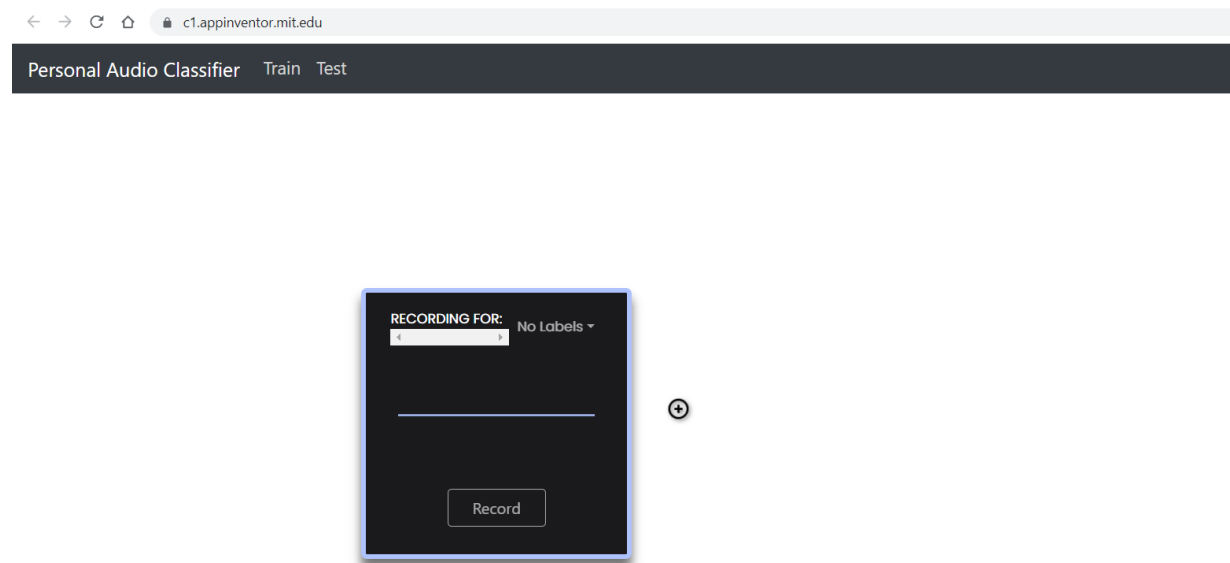 c1.appinventor.mit.edu
Personal Audio Classifier Train Test
RECORDING FOR: No Labels
Record